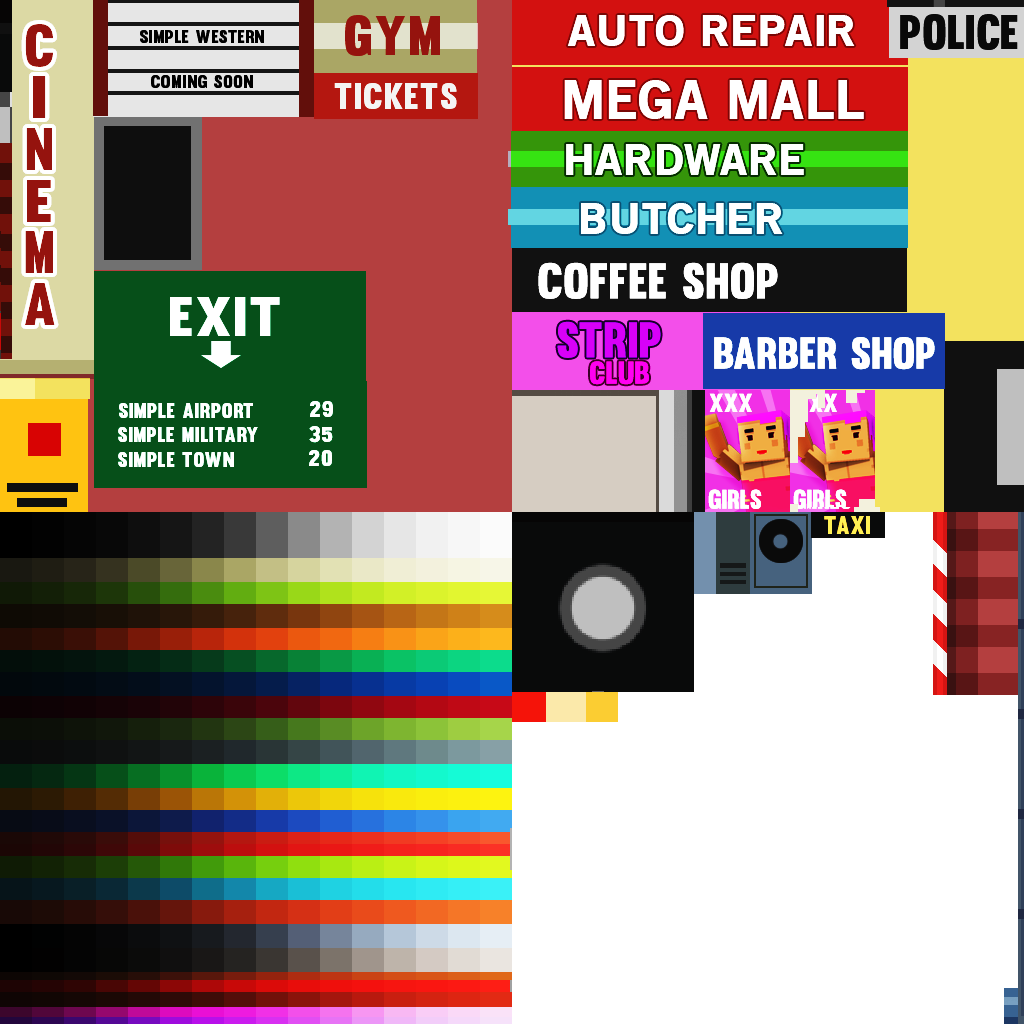 CINEMA
SIMPLE WESTERN
COMING SOON
GYM
TICKETS
EXIT
SIMPLE AIRPORT 29
SIMPLE MILITARY 35
SIMPLE TOWN 20
AUTO REPAIR
POLICE
MEGA MALL
HARDWARE
BUTCHER
COFFEE SHOP
STRIP
CLUB
BARBER SHOP
XXX
GIRLS
XX
GIRLS
TAXI